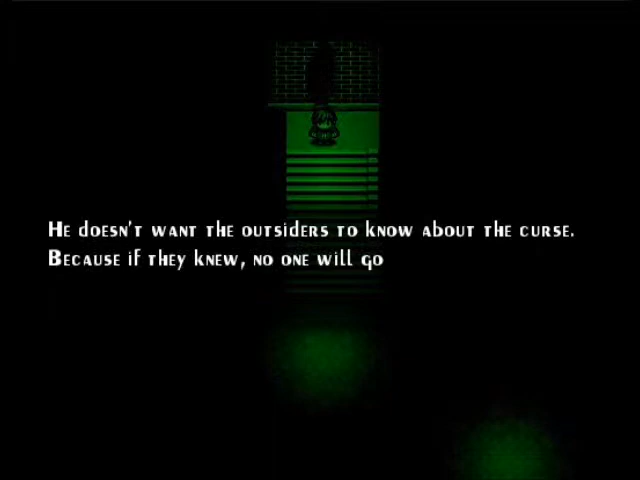 He doesn't want the outsiders to know about the curse.
Because if they knew, no one will go